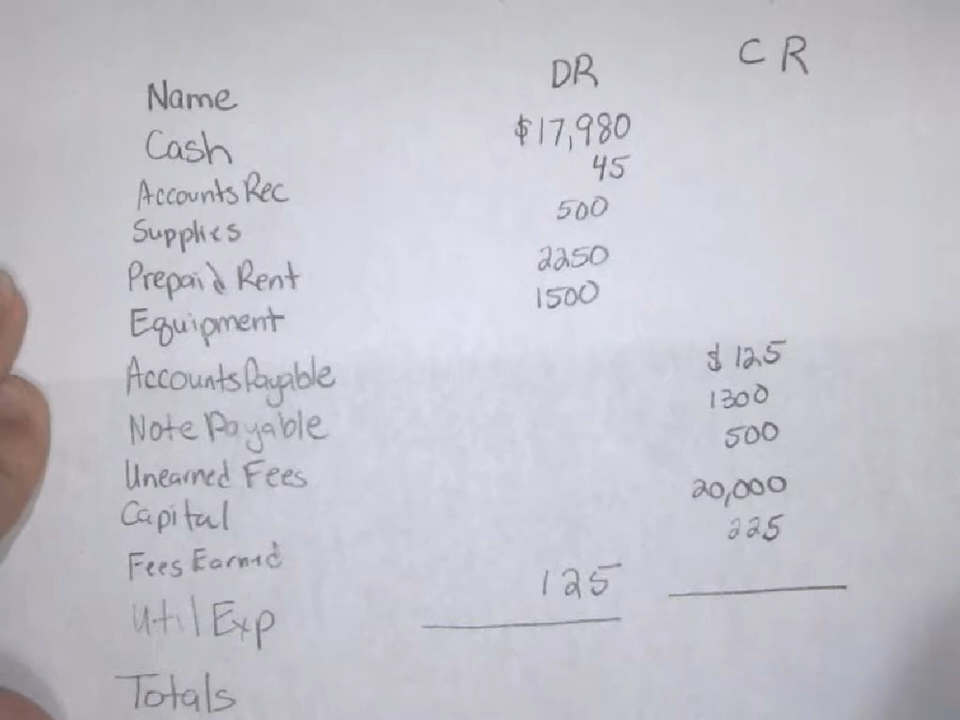 Name DR CR
Cash $17,980
Accounts Rec 45
Supplies 500
Prepaid Rent 2250
Equipment 1500
Accounts Payable $125
Note Payable 1300
Unearned Fees 500
Capital 20,000
Fees Earned 225
Util Exp 125
Totals